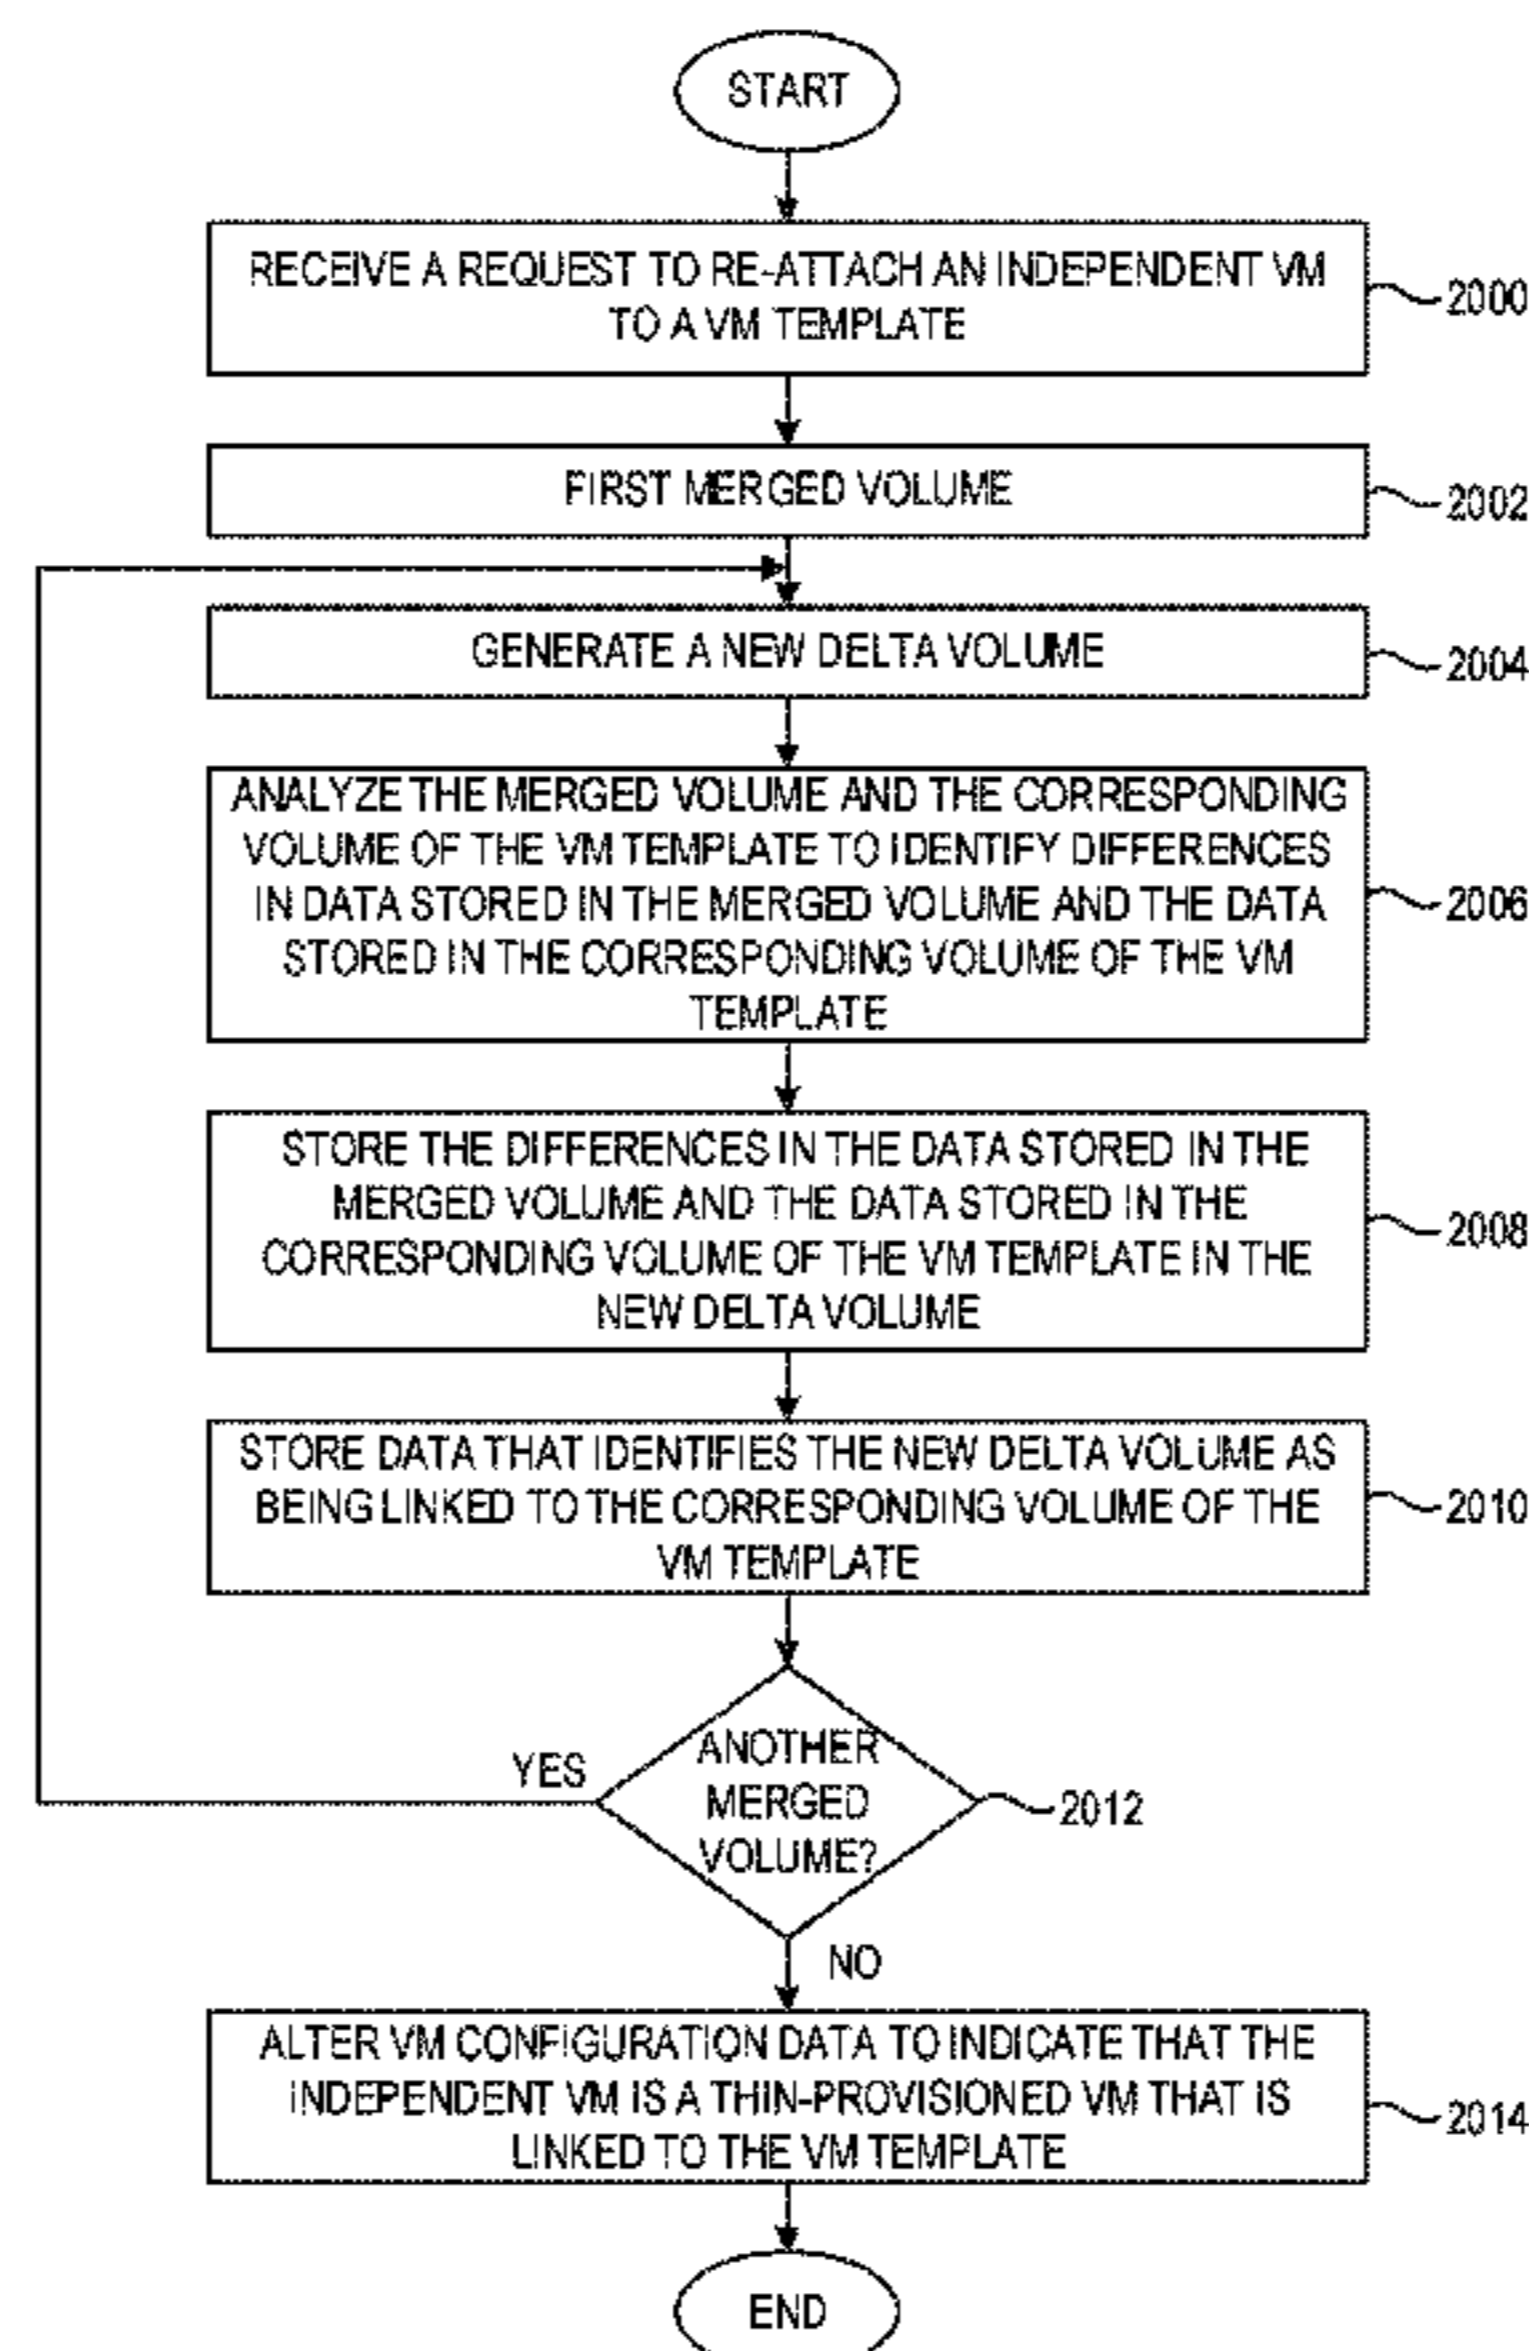 START
RECEIVE A REQUEST TO RE-ATTACH AN INDEPENDENT VM
TO A VM TEMPLATE
2000
FIRST MERGED VOLUME
2002
GENERATE A NEW DELTA VOLUME
2004
ANALYZE THE MERGED VOLUME AND THE CORRESPONDING
VOLUME OF THE VM TEMPLATE TO IDENTIFY DIFFERENCES
IN DATA STORED IN THE MERGED VOLUME AND THE DATA
STORED IN THE CORRESPONDING VOLUME OF THE VM
TEMPLATE
2006
STORE THE DIFFERENCES IN THE DATA STORED IN THE
MERGED VOLUME AND THE DATA STORED IN THE
CORRESPONDING VOLUME OF THE VM TEMPLATE IN THE
NEW DELTA VOLUME
2008
STORE DATA THAT IDENTIFIES THE NEW DELTA VOLUME AS
BEING LINKED TO THE CORRESPONDING VOLUME OF THE
VM TEMPLATE
2010
YES
ANOTHER
MERGED
VOLUME?
2012
NO
ALTER VM CONFIGURATION DATA TO INDICATE THAT THE
INDEPENDENT VM IS A THIN-PROVISIONED VM THAT IS
LINKED TO THE VM TEMPLATE
2014
END